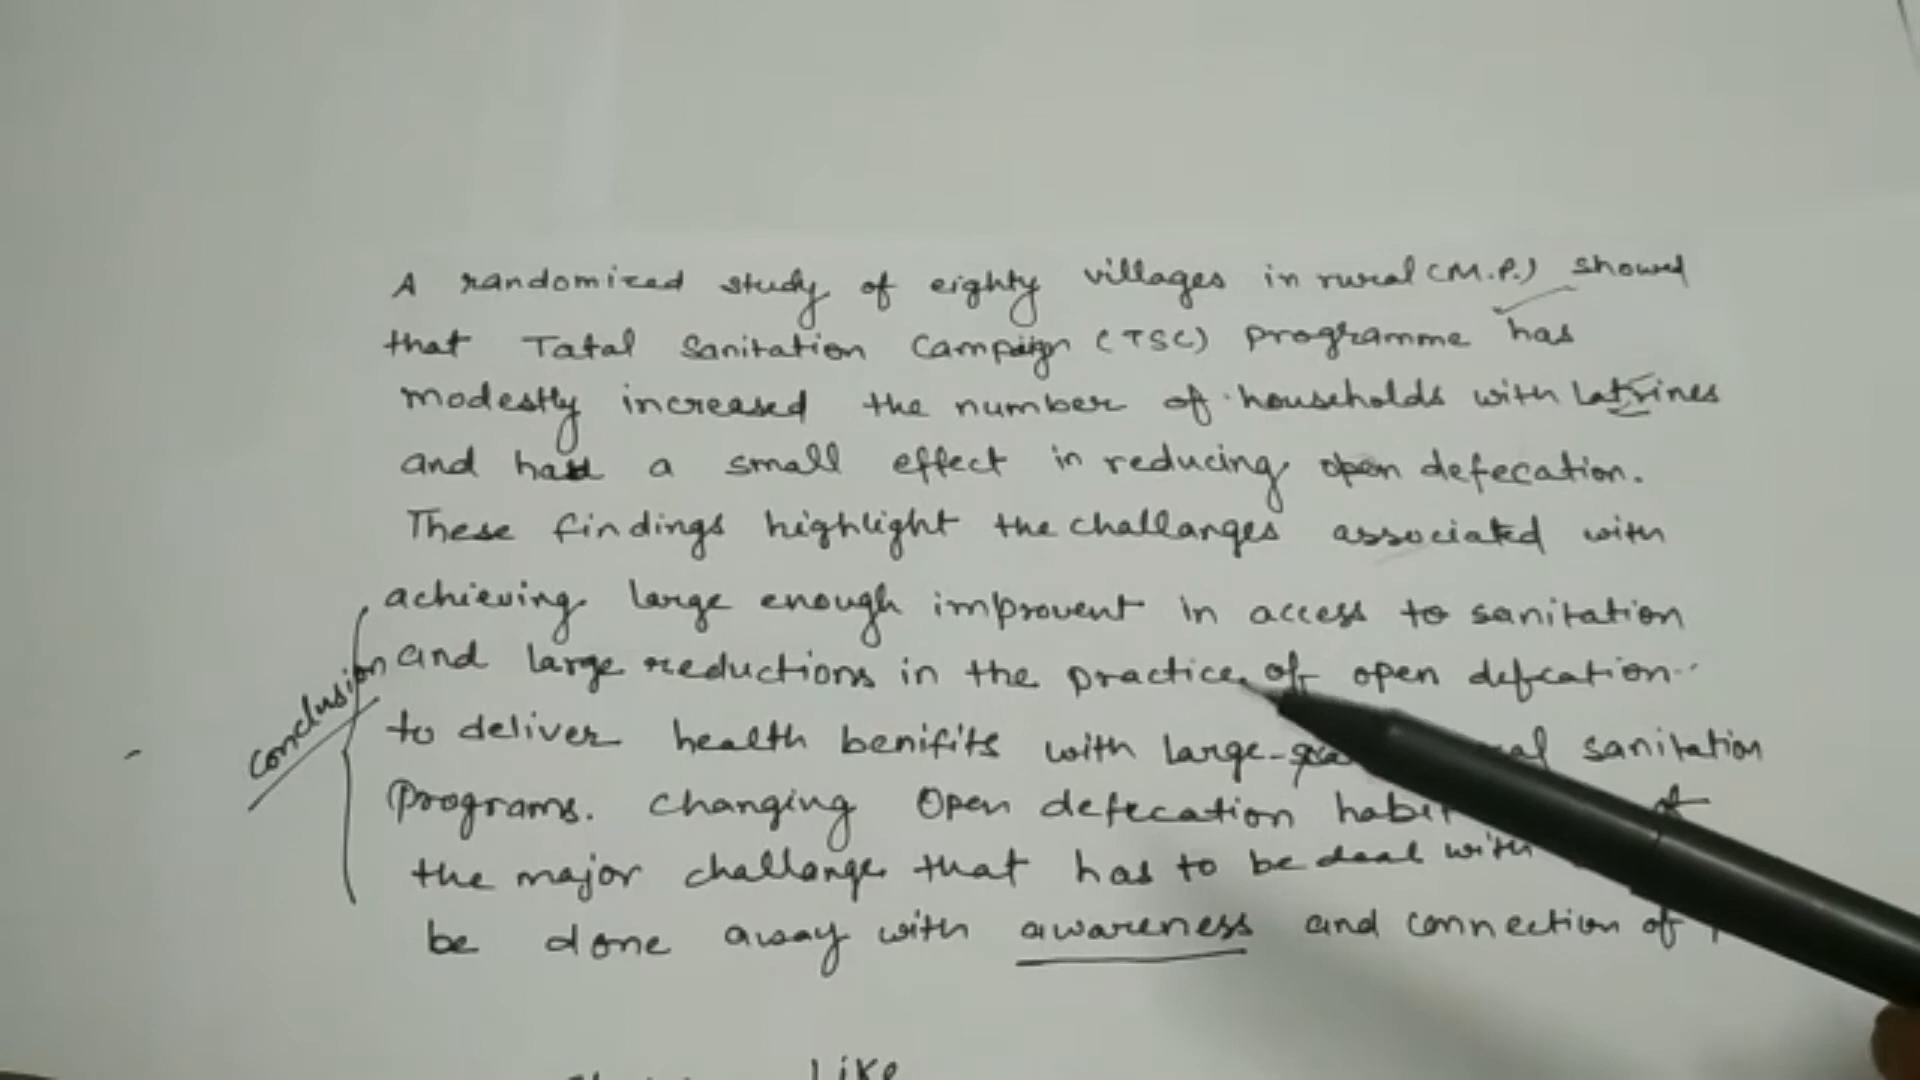 A randomized study of eighty villages in rural (M.P.) showed
that Tatal Sanitation Campaign (TSC) programme has
modestly increased the number of households with latrines
and had a small effect in reducing open defecation.
These findings highlight the challanges associated with
achieving large enough improvent in access to sanitation
and large reductions in the practice of open defcation
to deliver health benifits with large- sanitation
programs. Changing Open defecation
the major challange that has to be deal with
be done away with awareness and connection of
conclusion
Like